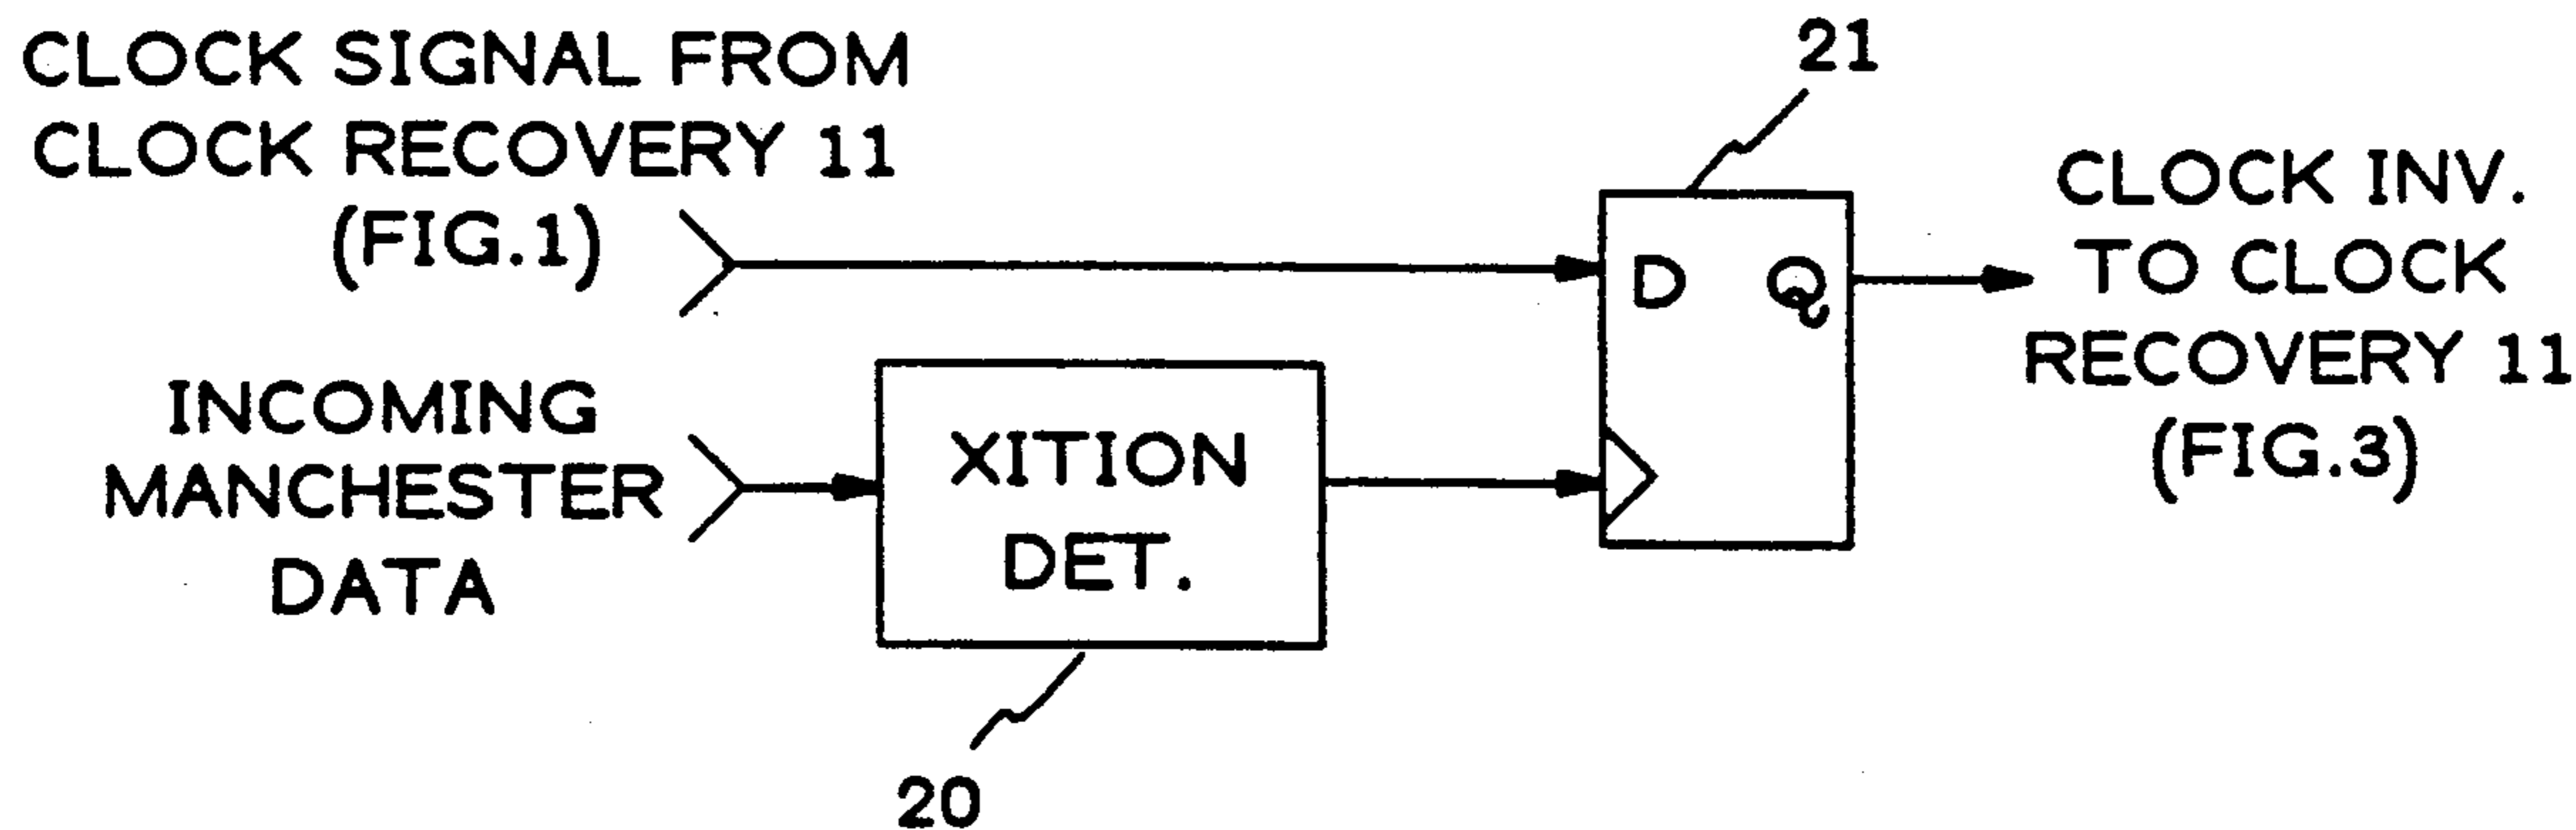 CLOCK SIGNAL FROM
CLOCK RECOVERY 11
(FIG.1)
21
D Q
CLOCK INV.
TO CLOCK
RECOVERY 11
(FIG.3)
INCOMING
MANCHESTER
DATA
XITION
DET.
20